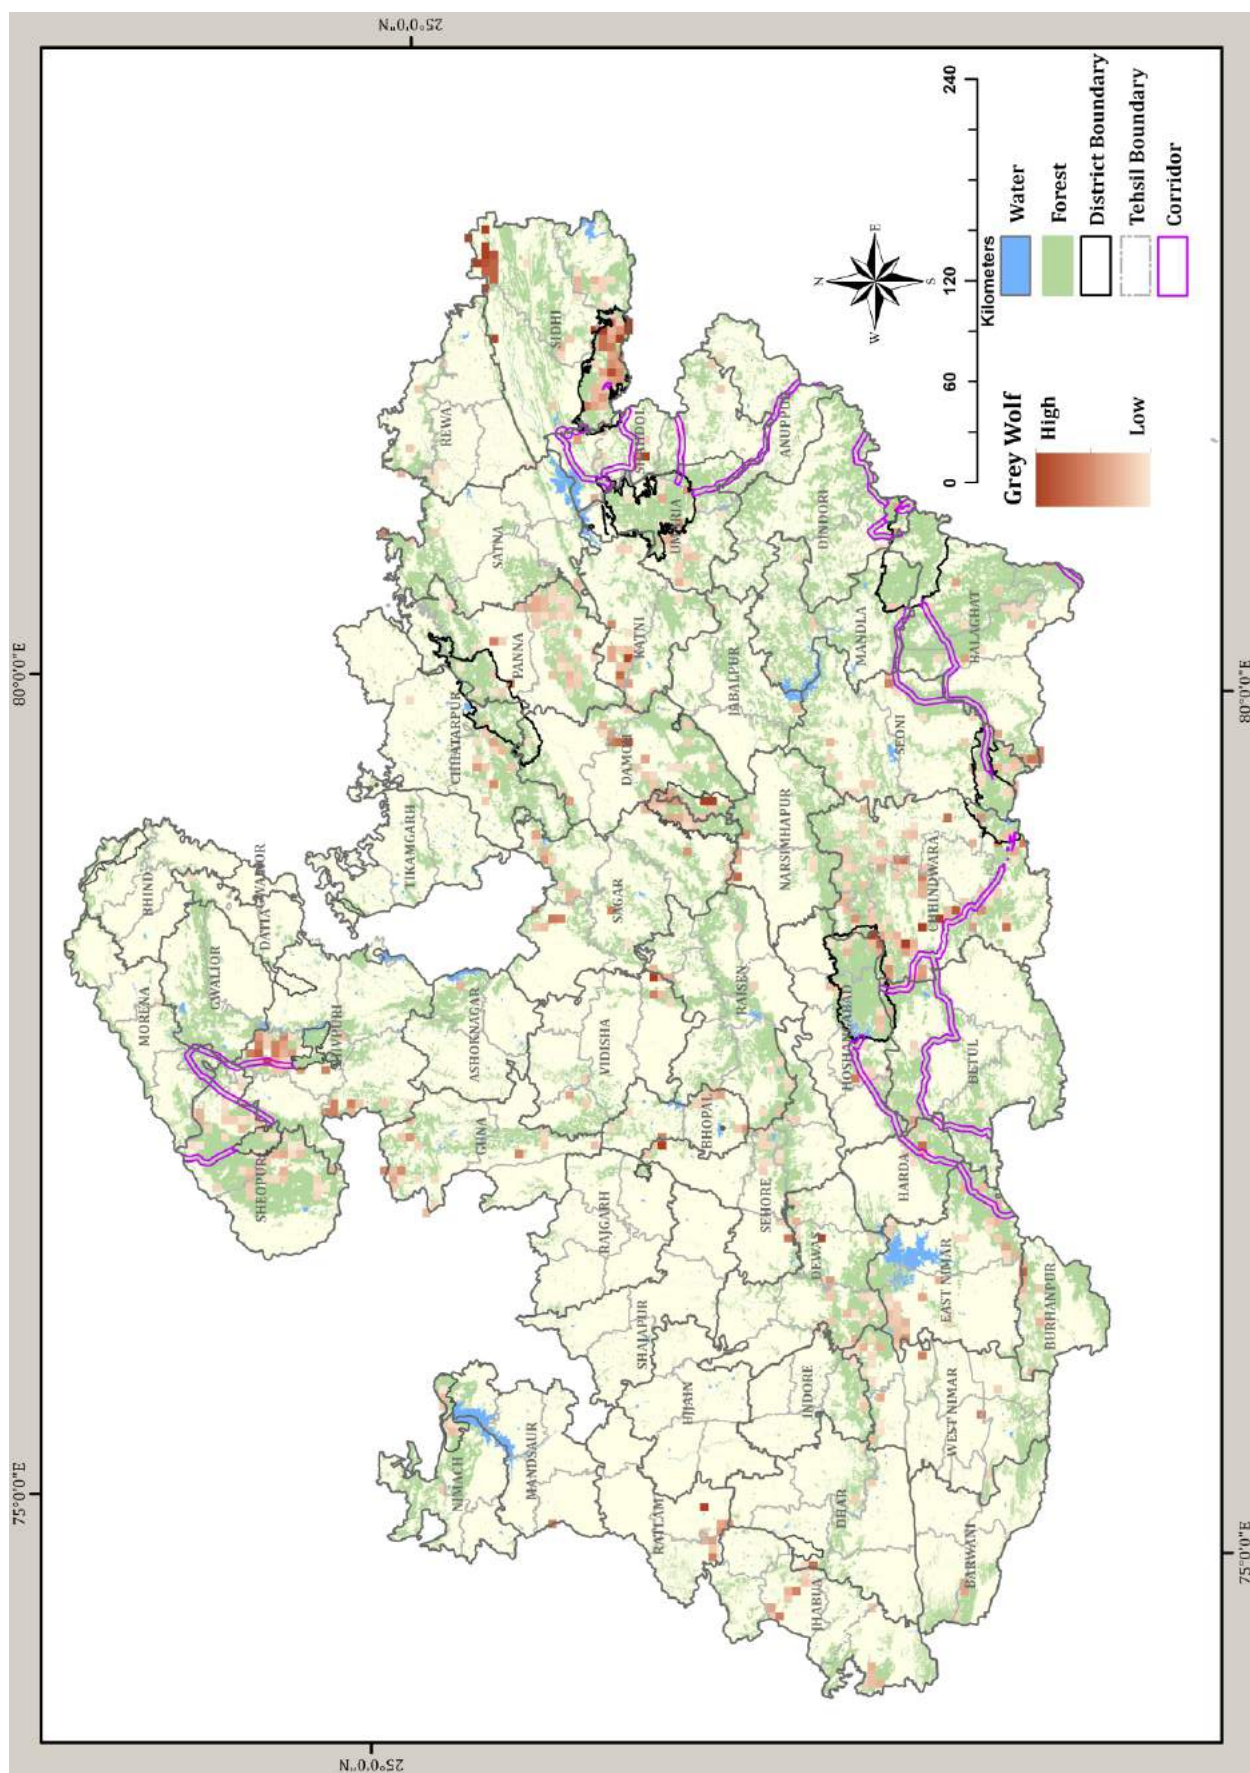 75°0'0"E
80°0'0"E
25°0'0"N
25°0'0"N
BHIND
MORENA
GWALIOR
DATIA
GWALIOR
SHEOPUR
SHIVPURI
TIKAMGARH
CHHATARPUR
REWA
SIDHI
SATNA
PANNA
NIMACH
GUNA
ASHOKNAGAR
MANDSAUR
RAJGARH
VIDISHA
SAGAR
DAMOH
KATNI
SHAHDOL
UMARIA
RATLAM
SHAJAPUR
UJJAIN
BHOPAL
RAISEN
JABALPUR
SEHORE
NARSIMHAPUR
ANUPPUR
DINDORI
JHABUA
DHAR
INDORE
DEWAS
HOSHANGABAD
MANDLA
SEONI
HARDA
CHHINDWARA
BALAGHAT
BARWANI
WEST NIMAR
EAST NIMAR
BETUL
BURHANPUR
N
W
E
S
0
60
120
240
Kilometers
Grey Wolf
High
Low
Water
Forest
District Boundary
Tehsil Boundary
Corridor
75°0'0"E
80°0'0"E